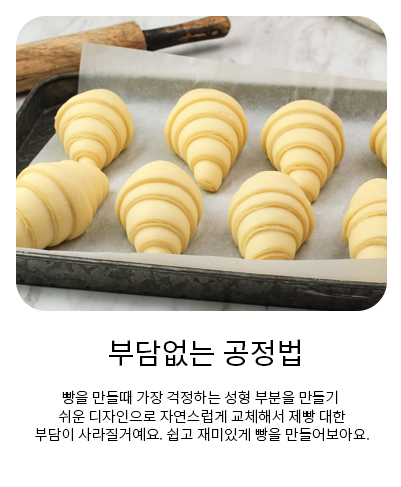 부담없는 공정법
빵을 만들때 가장 걱정하는 성형 부분을 만들기
쉬운 디자인으로 자연스럽게 교체해서 제빵 대한
부담이 사라질거예요. 쉽고 재미있게 빵을 만들어보아요.